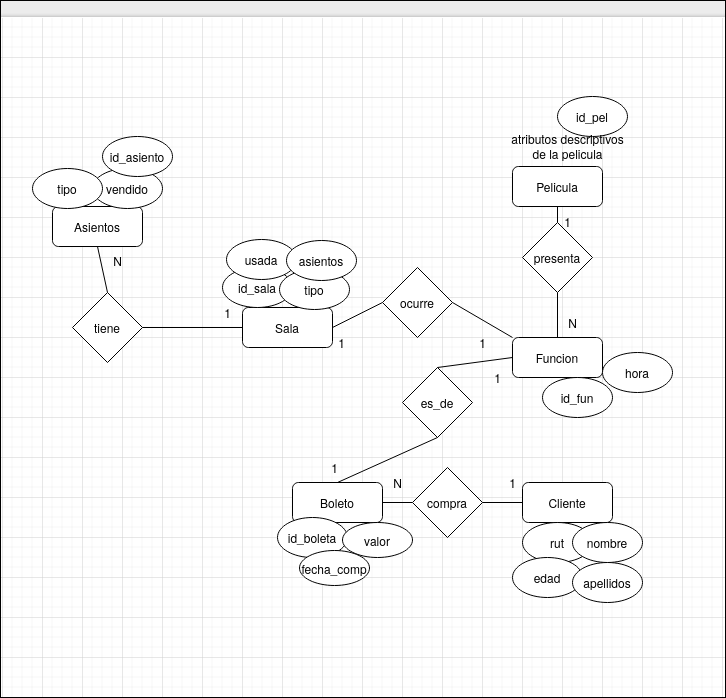 id_pel
atributos descriptivos
de la pelicula
id_asiento
tipo
vendido
Pelicula
Asientos
1
N
usada
asientos
presenta
id_sala
tipo
ocurre
1
N
tiene
Sala
1
1
Funcion
hora
1
id_fun
es_de
1
N
1
Boleto
compra
Cliente
id_boleta
valor
rut
nombre
fecha_comp
edad
apellidos